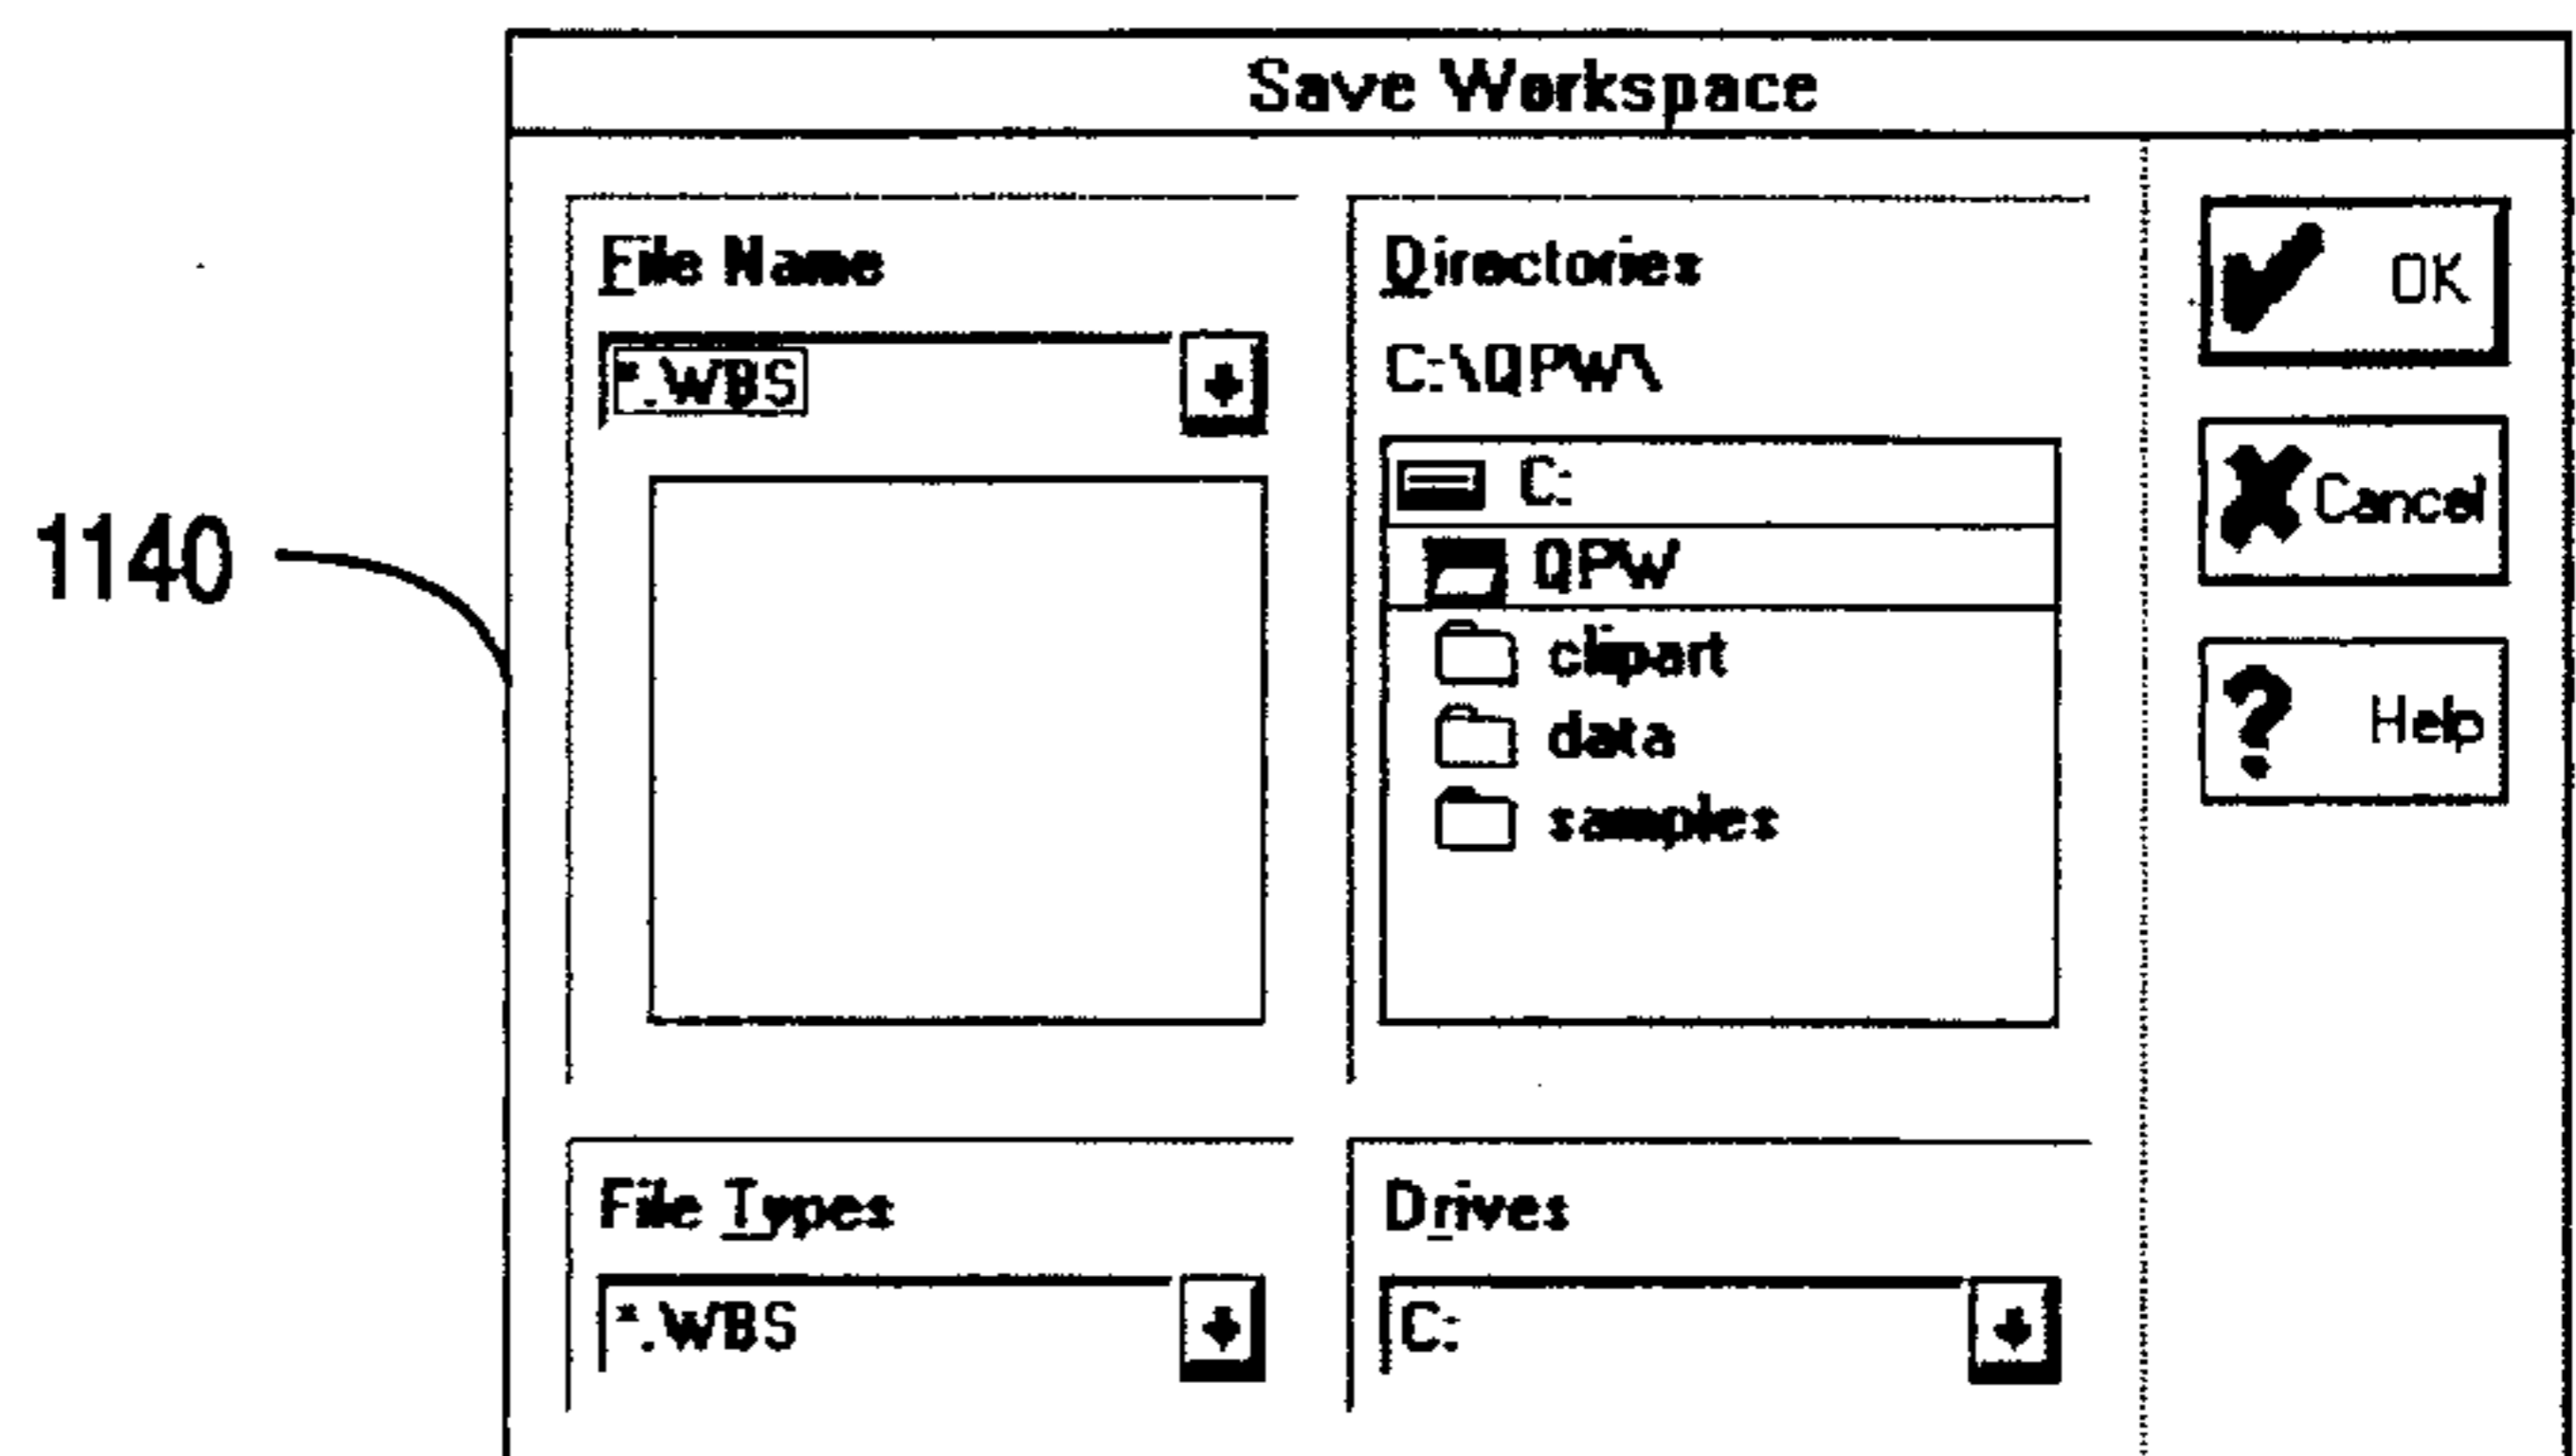 Save Workspace
File Name
*.WBS
Directories
C:\QPW\
C:
QPW
clipart
data
samples
OK
Cancel
Help
1140
File Types
*.WBS
Drives
C: